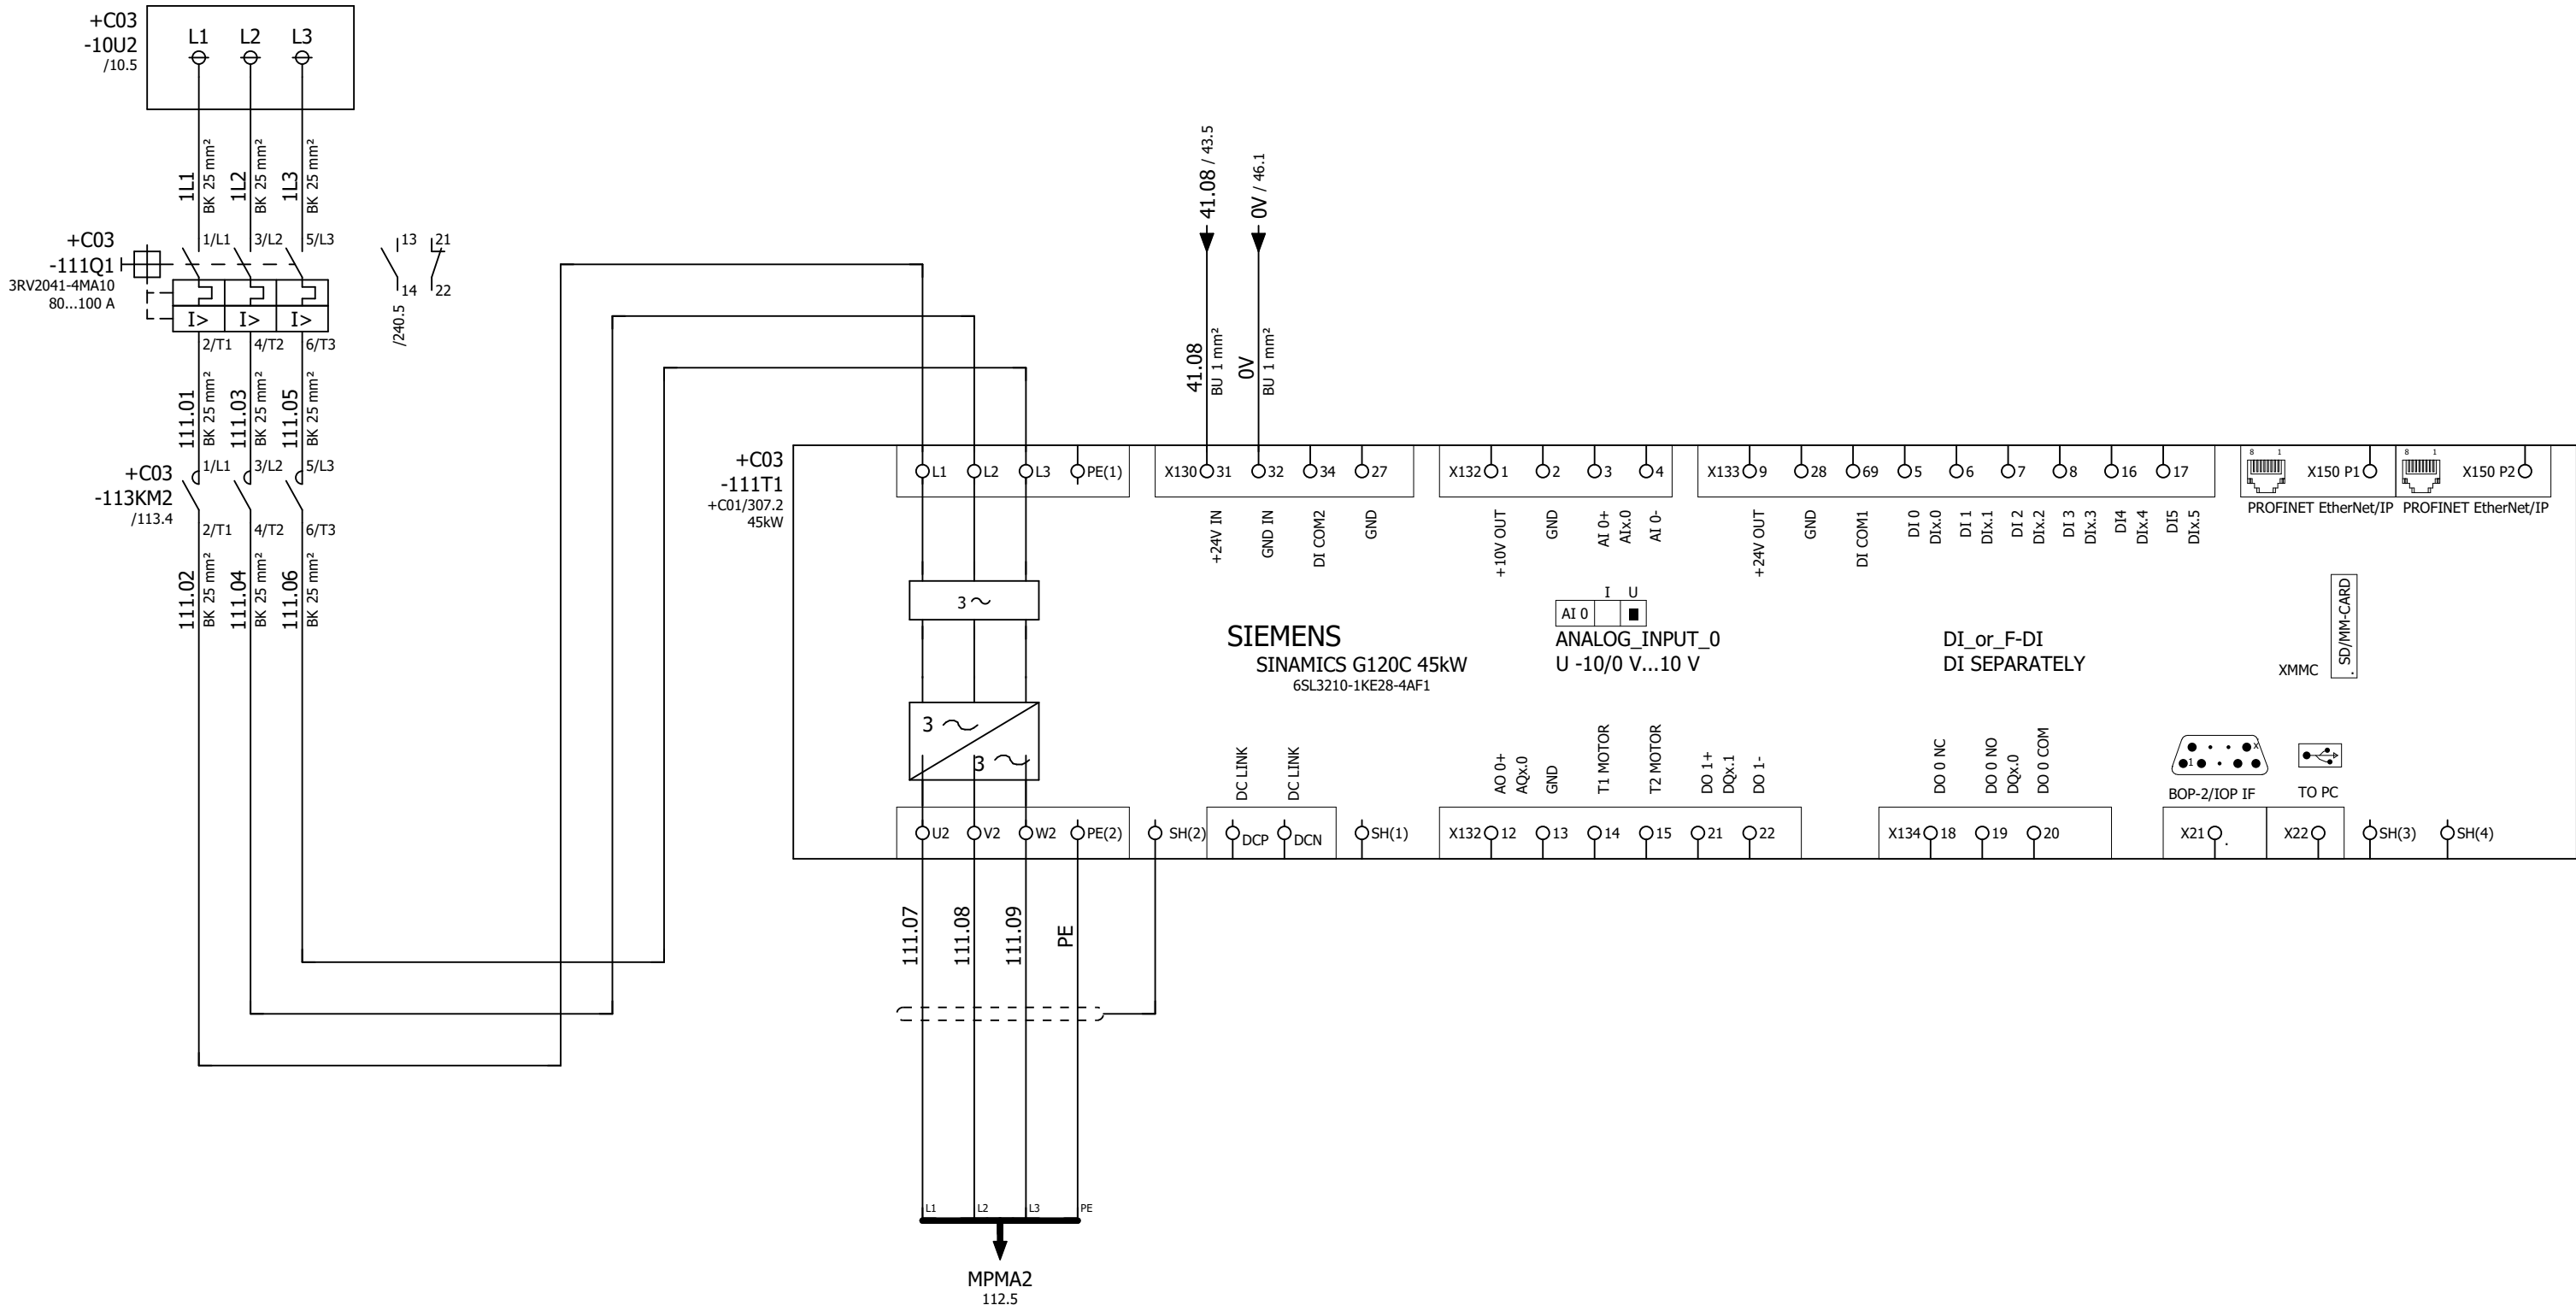 +C03
-10U2
/10.5
L1 L2 L3
1L1
BK 25 mm²
1L2
BK 25 mm²
1L3
BK 25 mm²
+C03
-111Q1
3RV2041-4MA10
80...100 A
1/L1 3/L2 5/L3
I> I> I>
2/T1 4/T2 6/T3
13 21
14 22
/240.5
111.01
BK 25 mm²
111.03
BK 25 mm²
111.05
BK 25 mm²
+C03
-113KM2
/113.4
1/L1 3/L2 5/L3
2/T1 4/T2 6/T3
111.02
BK 25 mm²
111.04
BK 25 mm²
111.06
BK 25 mm²
41.08 / 43.5
0V / 46.1
41.08
BU 1 mm²
0V
BU 1 mm²
+C03
-111T1
+C01/307.2
45kW
L1 L2 L3 PE(1)
X130 31 32 34 27
+24V IN
GND IN
DI COM2
GND
X132 1 2 3 4
+10V OUT
GND
AI 0+
AIx.0
AI 0-
X133 9 28 69 5 6 7 8 16 17
+24V OUT
GND
DI COM1
DI 0
DIx.0
DI 1
DIx.1
DI 2
DIx.2
DI 3
DIx.3
DI4
DIx.4
DI5
DIx.5
8 1
X150 P1
PROFINET EtherNet/IP
8 1
X150 P2
PROFINET EtherNet/IP
3
3
3
SIEMENS
SINAMICS G120C 45kW
6SL3210-1KE28-4AF1
I U
AI 0
ANALOG_INPUT_0
U -10/0 V...10 V
DI_or_F-DI
DI SEPARATELY
XMMC
SD/MM-CARD
DC LINK
DC LINK
AO 0+
AQx.0
GND
T1 MOTOR
T2 MOTOR
DO 1+
DQx.1
DO 1-
DO 0 NC
DO 0 NO
DQx.0
DO 0 COM
1
x
BOP-2/IOP IF
TO PC
U2 V2 W2 PE(2) SH(2) DCP DCN SH(1)
X132 12 13 14 15 21 22
X134 18 19 20
X21 .
X22
SH(3) SH(4)
111.07
111.08
111.09
PE
L1 L2 L3 PE
MPMA2
112.5